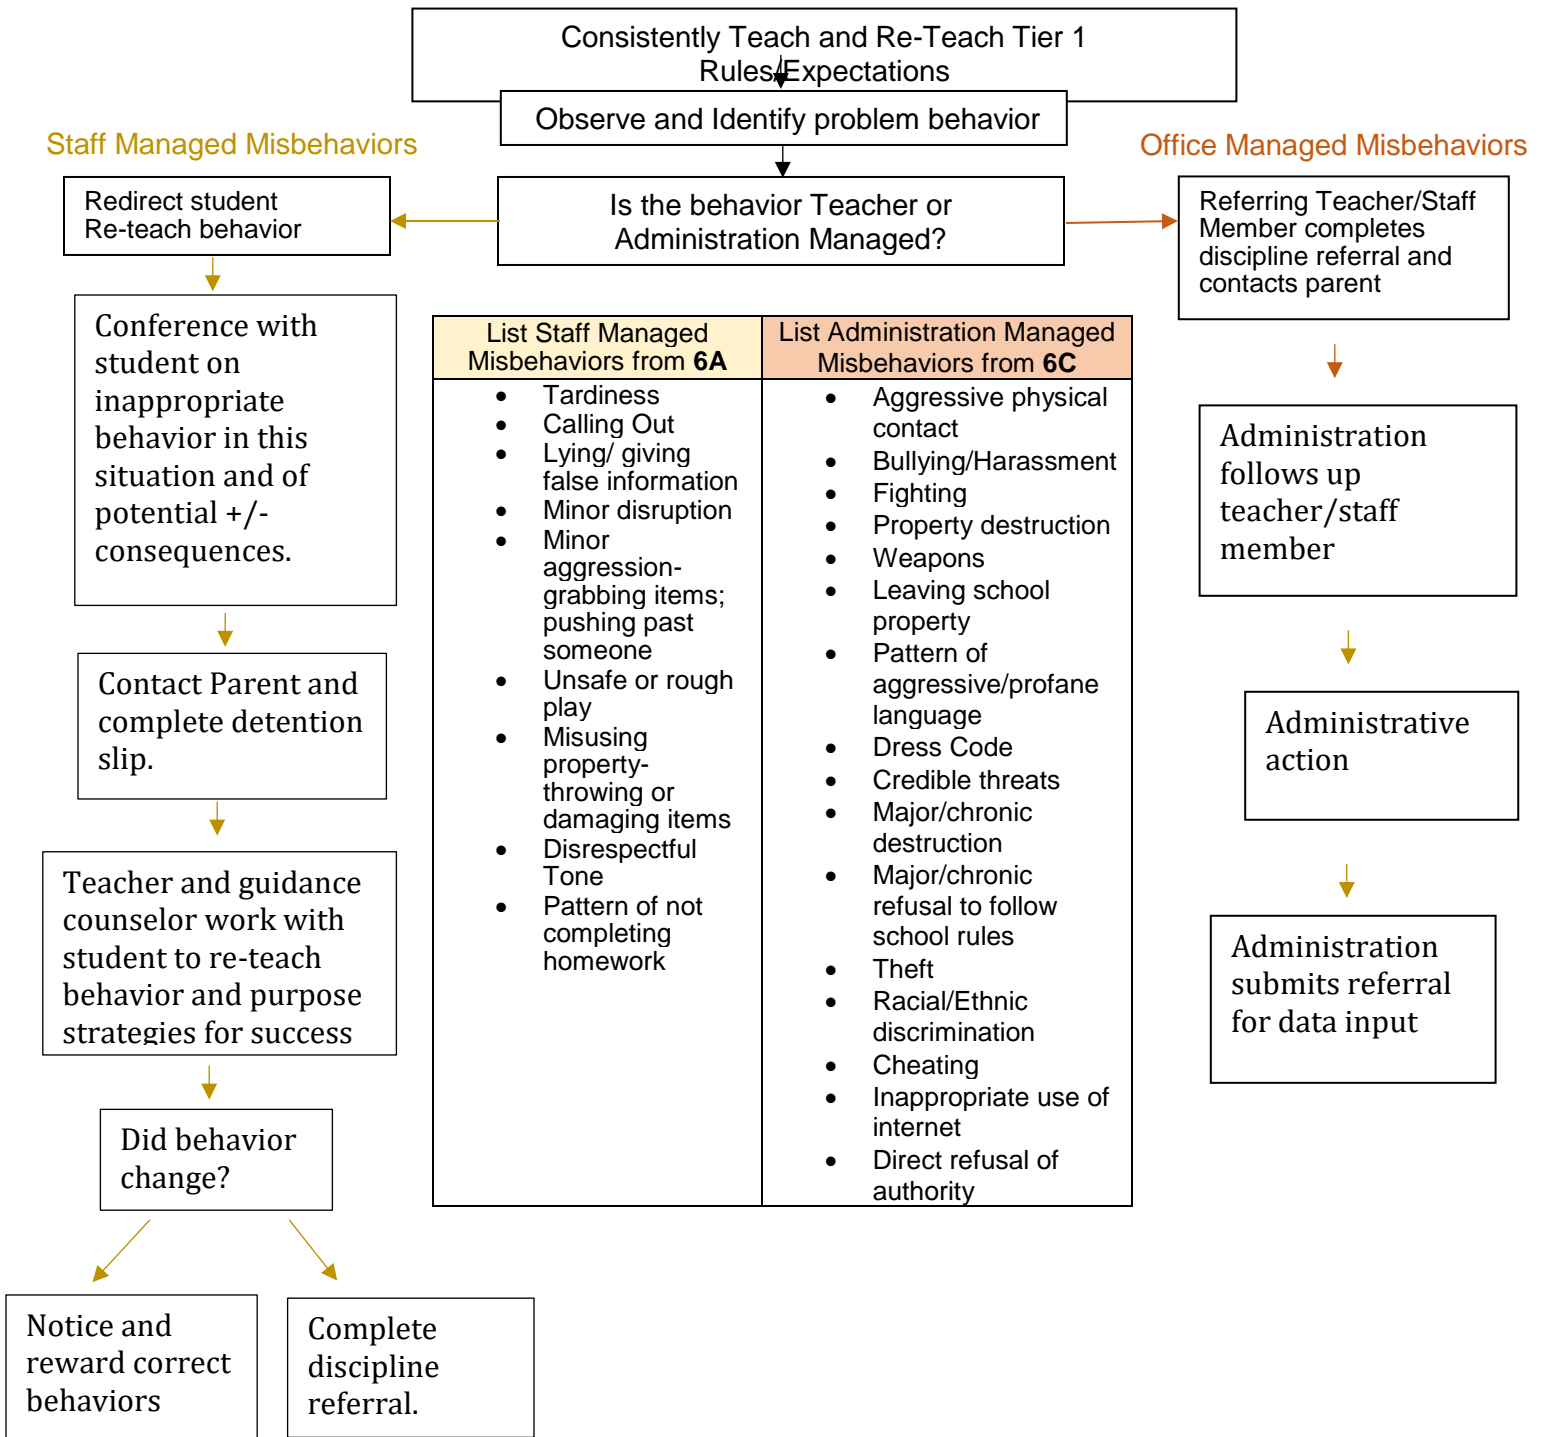 Consistently Teach and Re-Teach Tier 1
Rules/Expectations
Observe and Identify problem behavior
Staff Managed Misbehaviors
Office Managed Misbehaviors
Redirect student
Re-teach behavior
Is the behavior Teacher or
Administration Managed?
Referring Teacher/Staff
Member completes
discipline referral and
contacts parent
Conference with
student on
inappropriate
behavior in this
situation and of
potential +/-
consequences.
Contact Parent and
complete detention
slip.
Teacher and guidance
counselor work with
student to re-teach
behavior and purpose
strategies for success
Did behavior
change?
Notice and
reward correct
behaviors
Complete
discipline
referral.
List Staff Managed
Misbehaviors from 6A
• Tardiness
• Calling Out
• Lying/ giving
false information
• Minor disruption
• Minor
aggression-
grabbing items;
pushing past
someone
• Unsafe or rough
play
• Misusing
property-
throwing or
damaging items
• Disrespectful
Tone
• Pattern of not
completing
homework
List Administration Managed
Misbehaviors from 6C
• Aggressive physical
contact
• Bullying/Harassment
• Fighting
• Property destruction
• Weapons
• Leaving school
property
• Pattern of
aggressive/profane
language
• Dress Code
• Credible threats
• Major/chronic
destruction
• Major/chronic
refusal to follow
school rules
• Theft
• Racial/Ethnic
discrimination
• Cheating
• Inappropriate use of
internet
• Direct refusal of
authority
Administration
follows up
teacher/staff
member
Administrative
action
Administration
submits referral
for data input